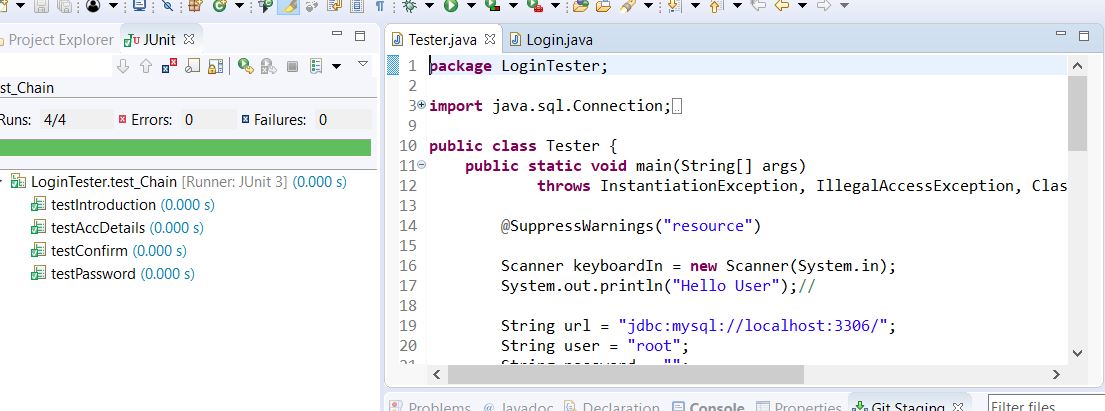 Project Explorer JUnit
st_Chain
Runs: 4/4 Errors: 0 Failures: 0
LoginTester.test_Chain [Runner: JUnit 3] (0.000 s)
testIntroduction (0.000 s)
testAccDetails (0.000 s)
testConfirm (0.000 s)
testPassword (0.000 s)
Tester.java Login.java
1 package LoginTester;
2
3 import java.sql.Connection;
9
10 public class Tester {
11 public static void main(String[] args)
12 throws InstantiationException, IllegalAccessException, Clas
13
14 @SuppressWarnings("resource")
15
16 Scanner keyboardIn = new Scanner(System.in);
17 System.out.println("Hello User");//
18
19 String url = "jdbc:mysql://localhost:3306/";
20 String user = "root";
21 String password = "";
Problems @ Javadoc Declaration Console Properties Git Staging Filter files